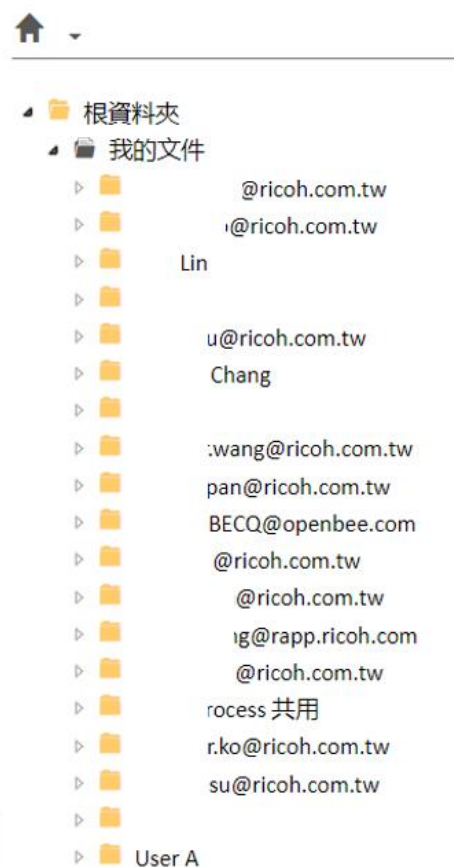 根資料夾
我的文件
@ricoh.com.tw
@ricoh.com.tw
Lin
u@ricoh.com.tw
Chang
.wang@ricoh.com.tw
pan@ricoh.com.tw
BECQ@openbee.com
@ricoh.com.tw
@ricoh.com.tw
g@rapp.ricoh.com
@ricoh.com.tw
rocess 共用
r.ko@ricoh.com.tw
su@ricoh.com.tw
User A